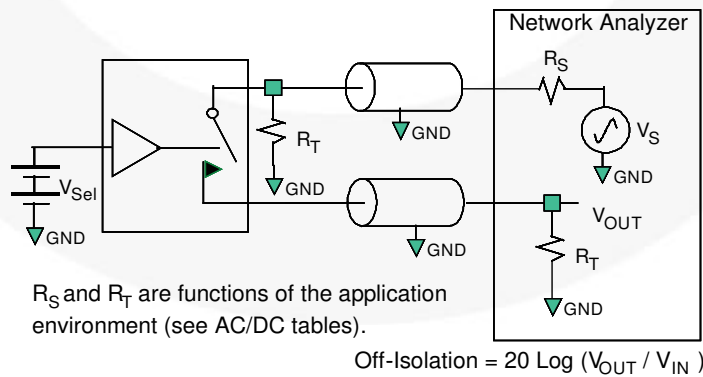 Network Analyzer
R_S
R_T
GND
V_S
GND
V_Sel
GND
GND
GND
V_OUT
R_T
GND
R_S and R_T are functions of the application
environment (see AC/DC tables).
Off-Isolation = 20 Log (V_OUT / V_IN )